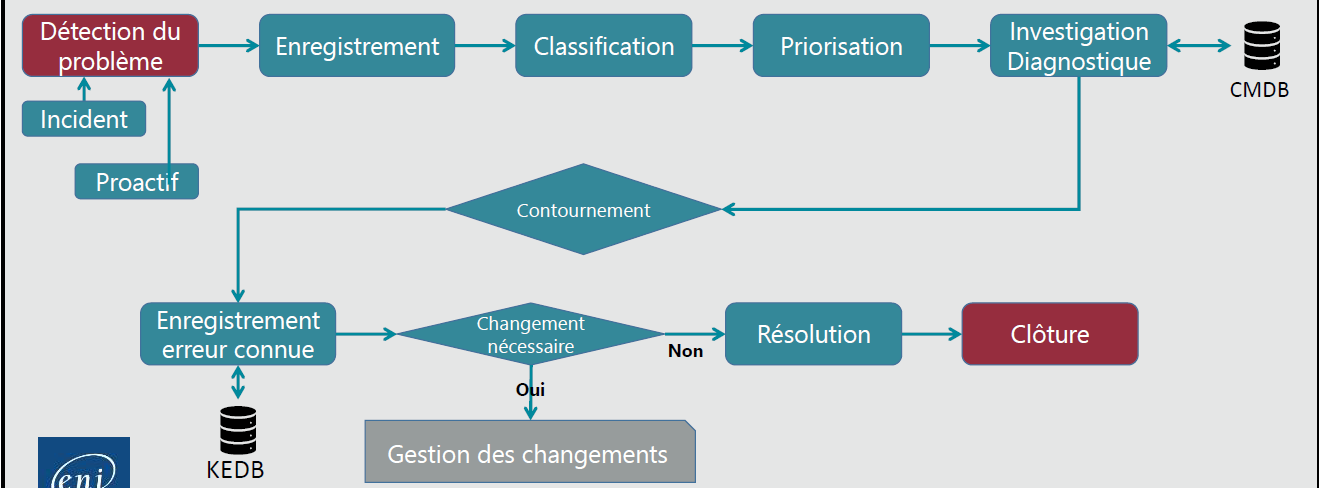 Détection du
problème
Enregistrement
Classification
Priorisation
Investigation
Diagnostique
CMDB
Incident
Proactif
Contournement
Enregistrement
erreur connue
Changement
nécessaire
Non
Résolution
Clôture
Oui
KEDB
Gestion des changements
eni